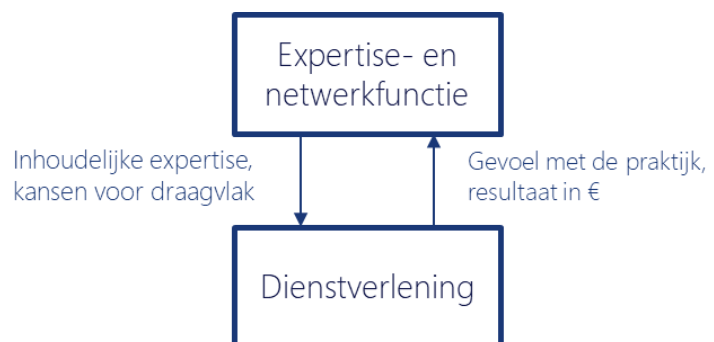 Expertise- en
netwerkfunctie
Inhoudelijke expertise,
kansen voor draagvlak
Gevoel met de praktijk,
resultaat in €
Dienstverlening